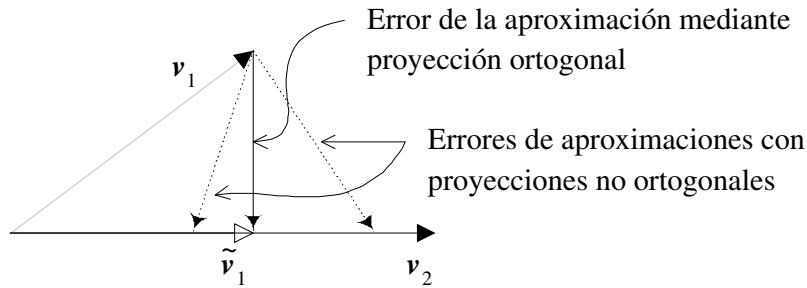 Error de la aproximación mediante
proyección ortogonal
v₁
Errores de aproximaciones con
proyecciones no ortogonales
ṽ₁
v₂